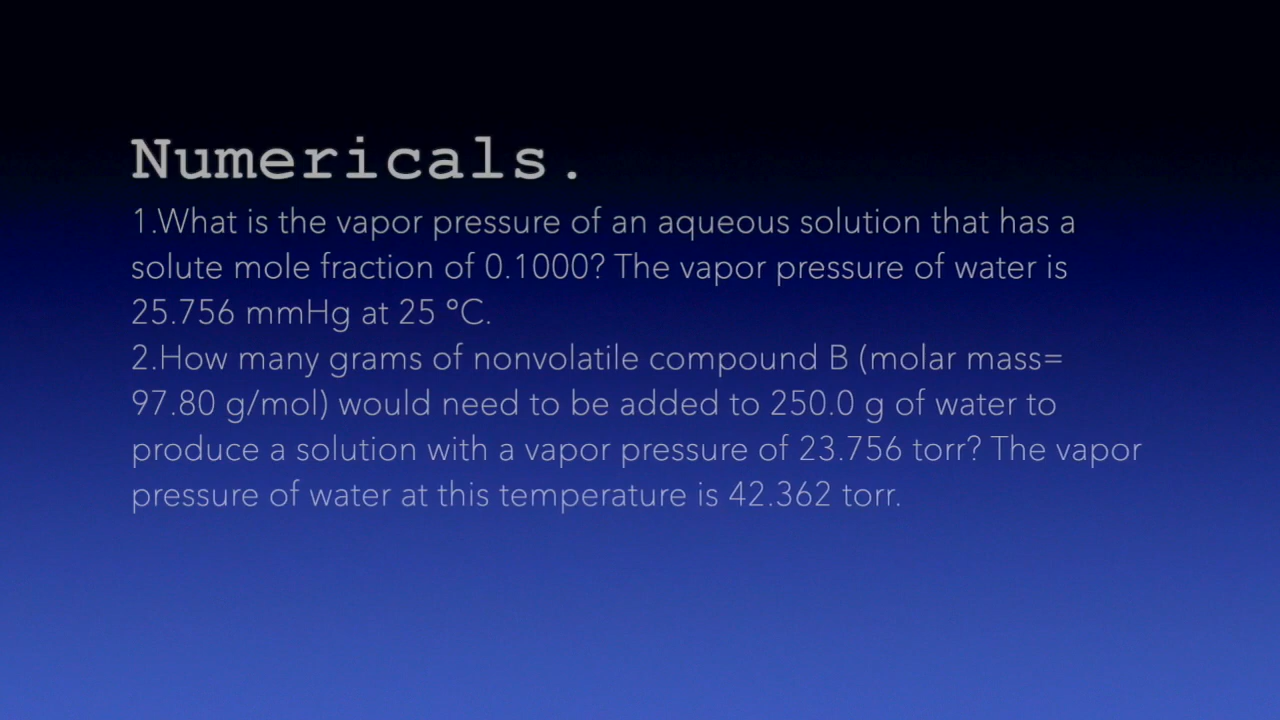 Numericals.
1.What is the vapor pressure of an aqueous solution that has a
solute mole fraction of 0.1000? The vapor pressure of water is
25.756 mmHg at 25 °C.
2.How many grams of nonvolatile compound B (molar mass=
97.80 g/mol) would need to be added to 250.0 g of water to
produce a solution with a vapor pressure of 23.756 torr? The vapor
pressure of water at this temperature is 42.362 torr.